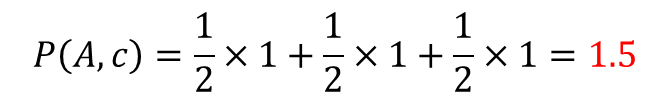 P(A, c) = 1/2 × 1 + 1/2 × 1 + 1/2 × 1 = 1.5